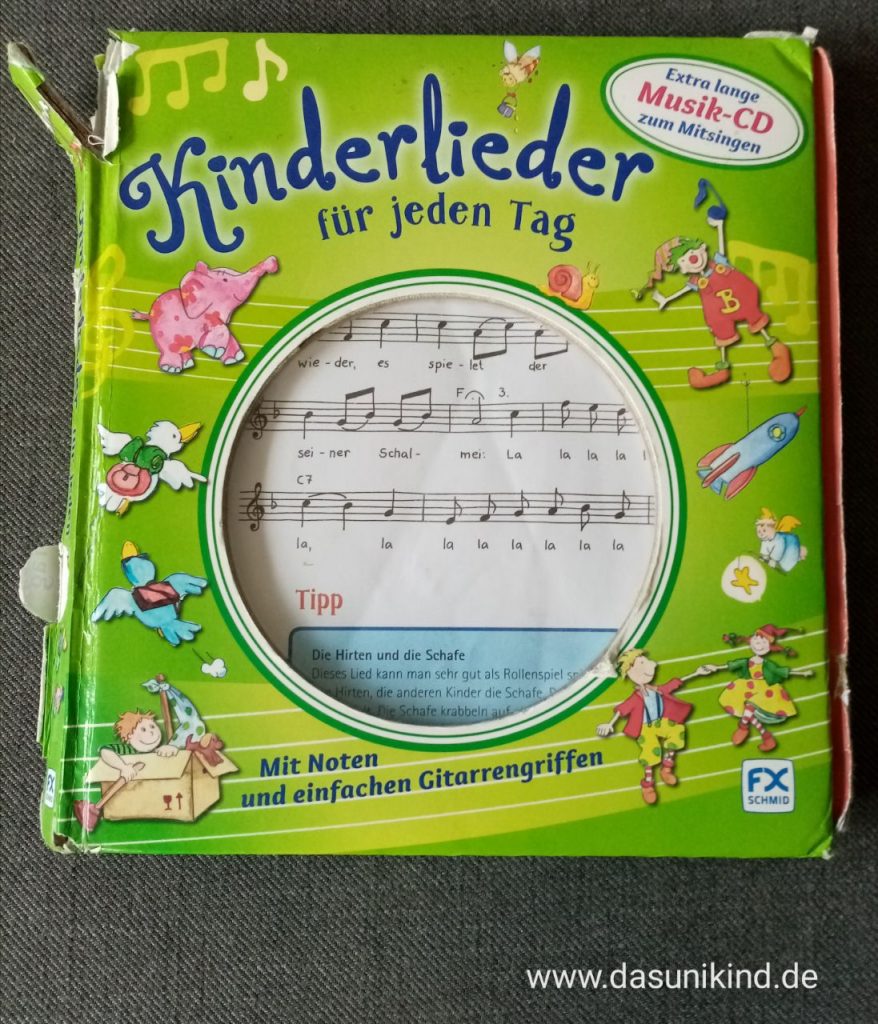 Extra lange
Musik-CD
zum Mitsingen
Kinderlieder
für jeden Tag
B
wie - der, es spie - let der
F 3.
sei - ner Schal - mei: La la la la
C7
la, la la la la la la la
Tipp
Die Hirten und die Schafe
Dieses Lied kann man sehr gut als Rollenspiel
Hirten, die anderen Kinder die Schafe.
Die Schafe krabbeln auf
Mit Noten
und einfachen Gitarrengriffen
FX
SCHMID
www.dasunikind.de